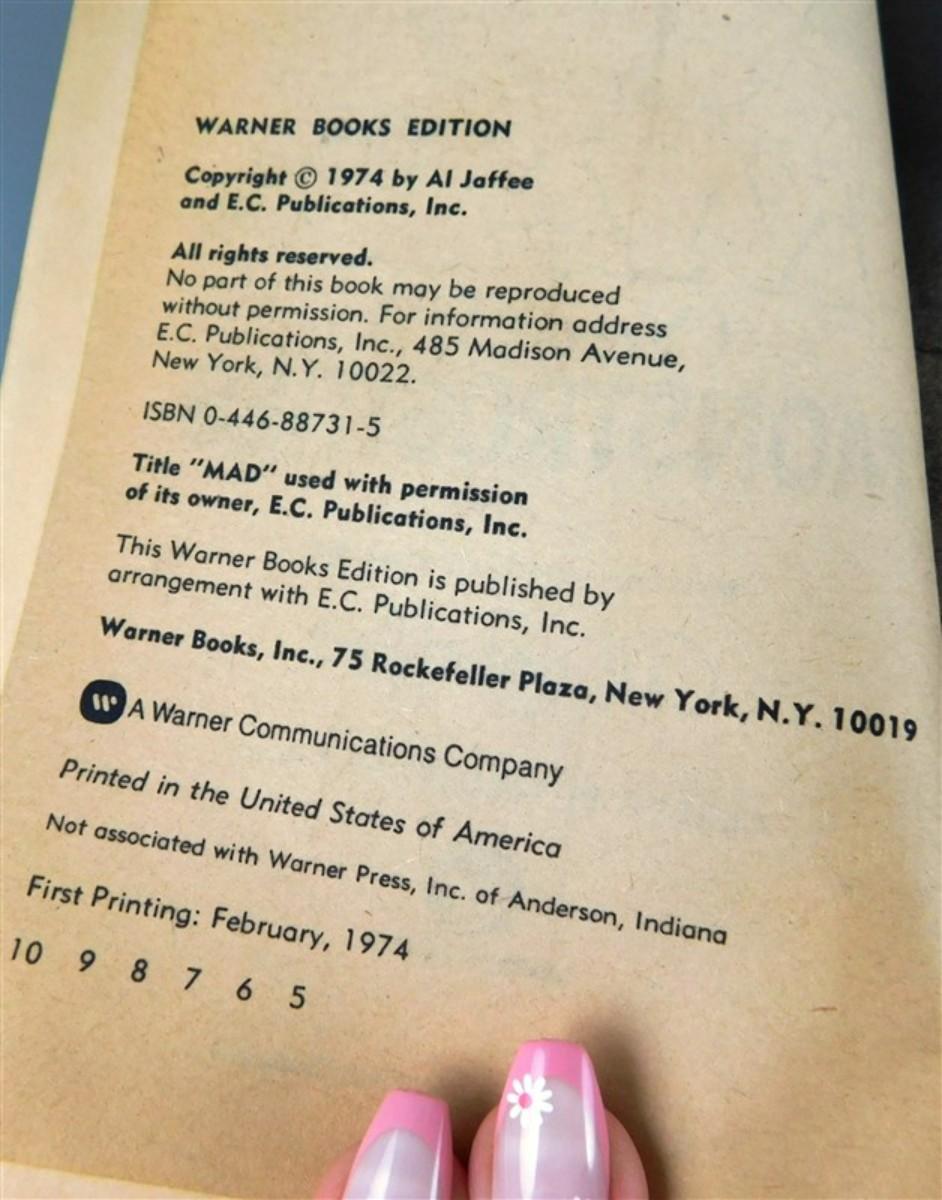 WARNER BOOKS EDITION
Copyright © 1974 by Al Jaffee
and E.C. Publications, Inc.
All rights reserved.
No part of this book may be reproduced
without permission. For information address
E.C. Publications, Inc., 485 Madison Avenue,
New York, N.Y. 10022.
ISBN 0-446-88731-5
Title "MAD" used with permission
of its owner, E.C. Publications, Inc.
This Warner Books Edition is published by
arrangement with E.C. Publications, Inc.
Warner Books, Inc., 75 Rockefeller Plaza, New York, N.Y. 10019
A Warner Communications Company
Printed in the United States of America
Not associated with Warner Press, Inc. of Anderson, Indiana
First Printing: February, 1974
10 9 8 7 6 5